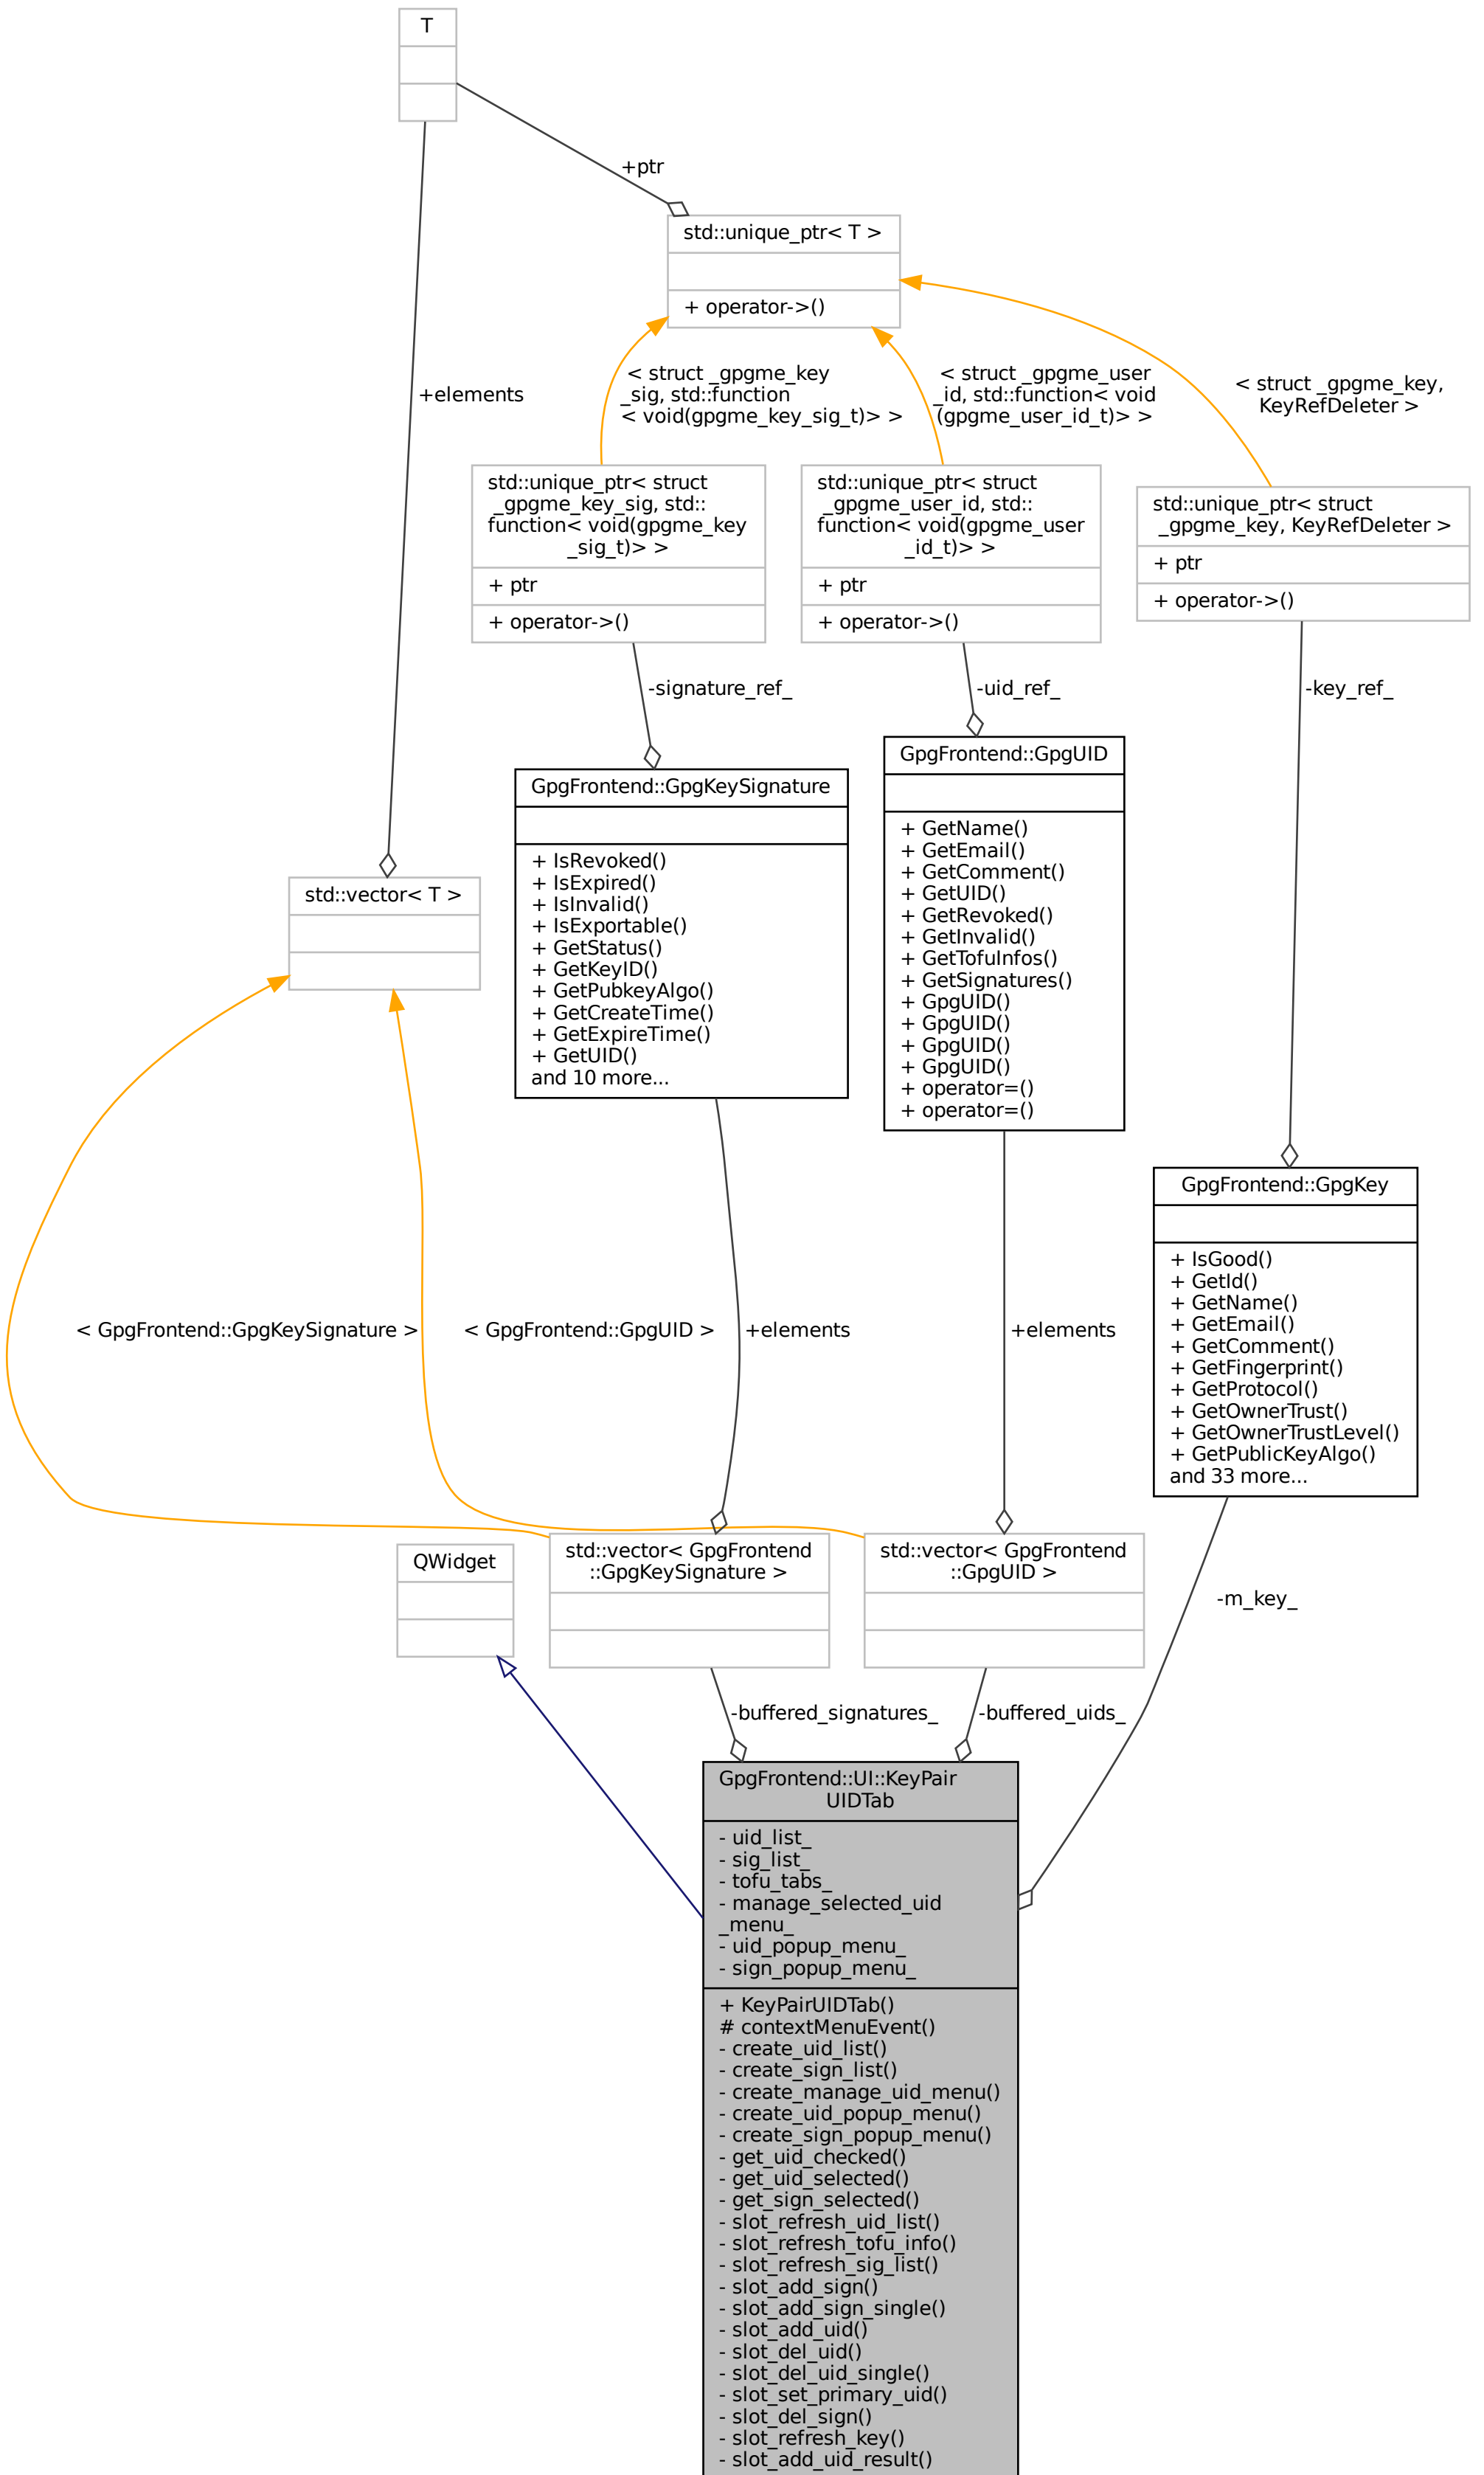 T
+ptr
std::unique_ptr< T >
+ operator->()
+elements
< struct _gpgme_key
_sig, std::function
< void(gpgme_key_sig_t)> >
< struct _gpgme_user
_id, std::function< void
(gpgme_user_id_t)> >
< struct _gpgme_key,
KeyRefDeleter >
std::unique_ptr< struct
_gpgme_key_sig, std::
function< void(gpgme_key
_sig_t)> >
+ ptr
+ operator->()
std::unique_ptr< struct
_gpgme_user_id, std::
function< void(gpgme_user
_id_t)> >
+ ptr
+ operator->()
std::unique_ptr< struct
_gpgme_key, KeyRefDeleter >
+ ptr
+ operator->()
-signature_ref_
-uid_ref_
-key_ref_
GpgFrontend::GpgKeySignature
+ IsRevoked()
+ IsExpired()
+ IsInvalid()
+ IsExportable()
+ GetStatus()
+ GetKeyID()
+ GetPubkeyAlgo()
+ GetCreateTime()
+ GetExpireTime()
+ GetUID()
and 10 more...
GpgFrontend::GpgUID
+ GetName()
+ GetEmail()
+ GetComment()
+ GetUID()
+ GetRevoked()
+ GetInvalid()
+ GetTofuInfos()
+ GetSignatures()
+ GpgUID()
+ GpgUID()
+ GpgUID()
+ GpgUID()
+ operator=()
+ operator=()
std::vector< T >
GpgFrontend::GpgKey
+ IsGood()
+ GetId()
+ GetName()
+ GetEmail()
+ GetComment()
+ GetFingerprint()
+ GetProtocol()
+ GetOwnerTrust()
+ GetOwnerTrustLevel()
+ GetPublicKeyAlgo()
and 33 more...
< GpgFrontend::GpgKeySignature >
< GpgFrontend::GpgUID >
+elements
+elements
QWidget
std::vector< GpgFrontend
::GpgKeySignature >
std::vector< GpgFrontend
::GpgUID >
-m_key_
-buffered_signatures_
-buffered_uids_
GpgFrontend::UI::KeyPair
UIDTab
- uid_list_
- sig_list_
- tofu_tabs_
- manage_selected_uid
_menu_
- uid_popup_menu_
- sign_popup_menu_
+ KeyPairUIDTab()
# contextMenuEvent()
- create_uid_list()
- create_sign_list()
- create_manage_uid_menu()
- create_uid_popup_menu()
- create_sign_popup_menu()
- get_uid_checked()
- get_uid_selected()
- get_sign_selected()
- slot_refresh_uid_list()
- slot_refresh_tofu_info()
- slot_refresh_sig_list()
- slot_add_sign()
- slot_add_sign_single()
- slot_add_uid()
- slot_del_uid()
- slot_del_uid_single()
- slot_set_primary_uid()
- slot_del_sign()
- slot_refresh_key()
- slot_add_uid_result()